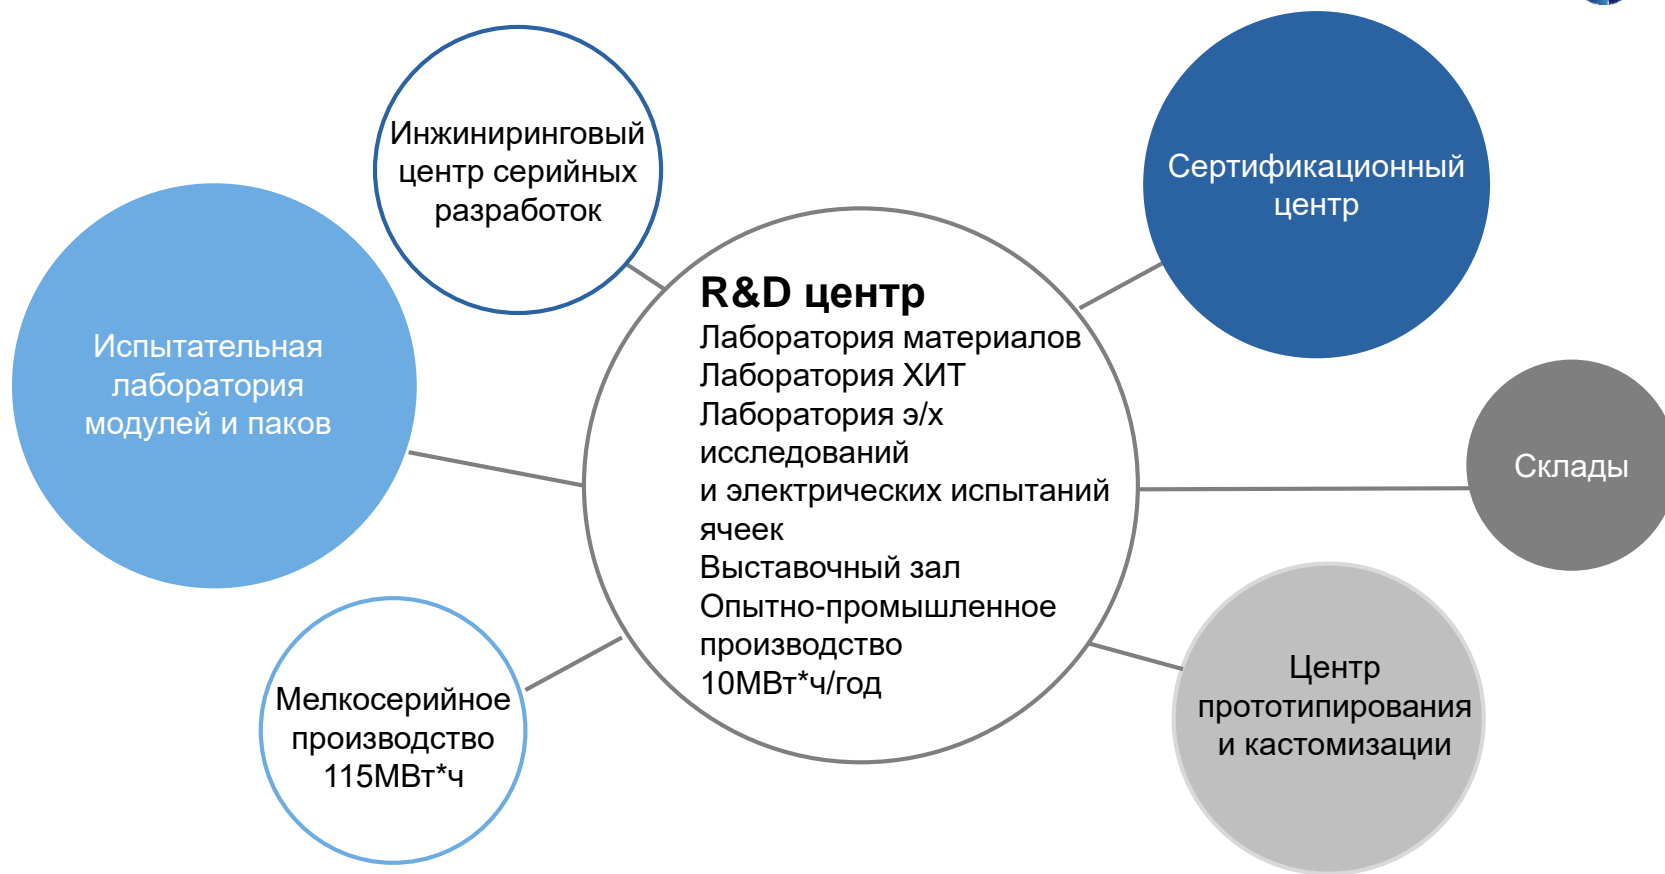 Инжиниринговый
центр серийных
разработок
Сертификационный
центр
Испытательная
лаборатория
модулей и паков
R&D центр
Лаборатория материалов
Лаборатория ХИТ
Лаборатория э/х
исследований
и электрических испытаний
ячеек
Выставочный зал
Опытно-промышленное
производство
10МВт*ч/год
Склады
Мелкосерийное
производство
115МВт*ч
Центр
прототипирования
и кастомизации